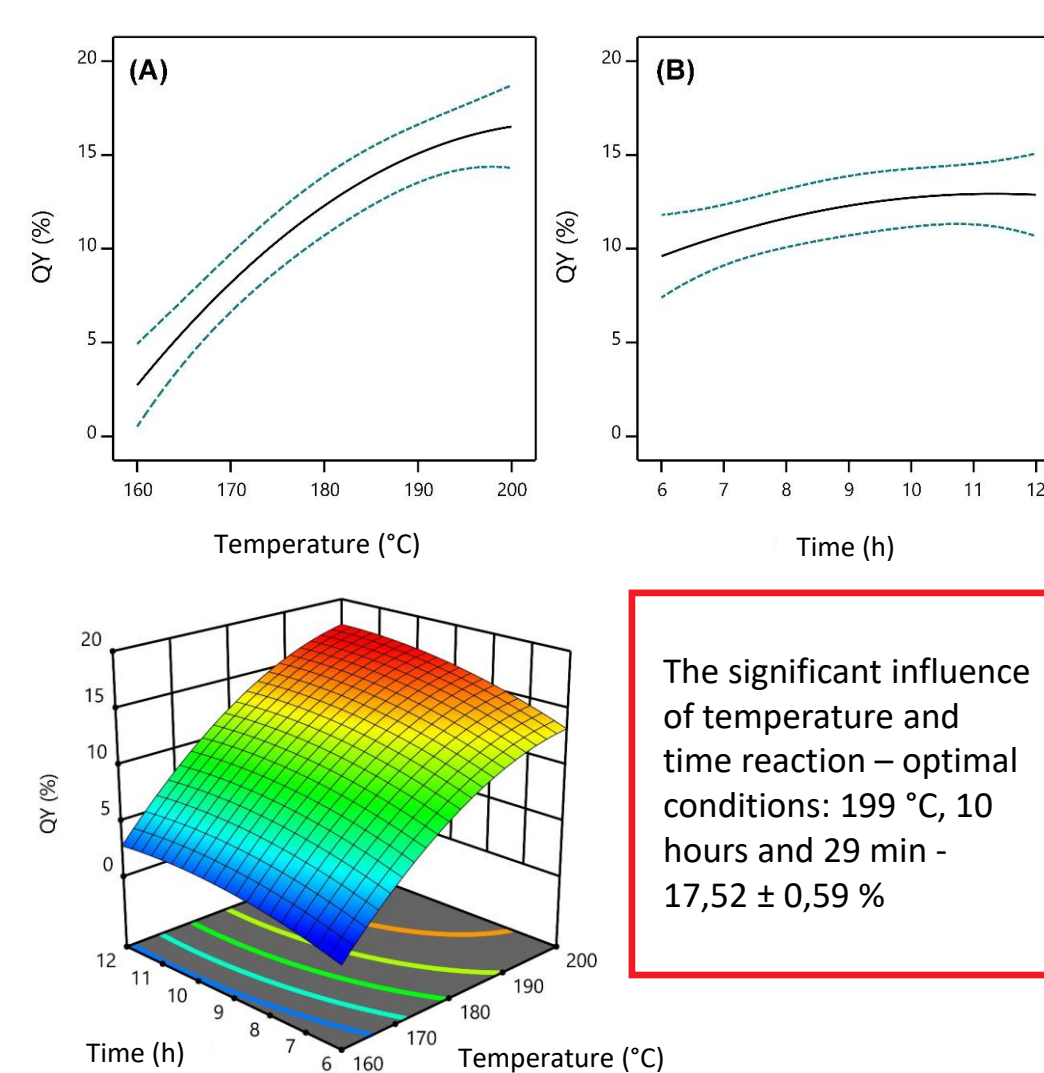 (A)
20
15
10
5
0
QY (%)
160 170 180 190 200
Temperature (°C)
(B)
20
15
10
5
0
QY (%)
6 7 8 9 10 11 12
Time (h)
20
15
10
5
0
QY (%)
12 11 10 9 8 7 6
Time (h)
160 170 180 190 200
Temperature (°C)
The significant influence
of temperature and
time reaction – optimal
conditions: 199 °C, 10
hours and 29 min -
17,52 ± 0,59 %